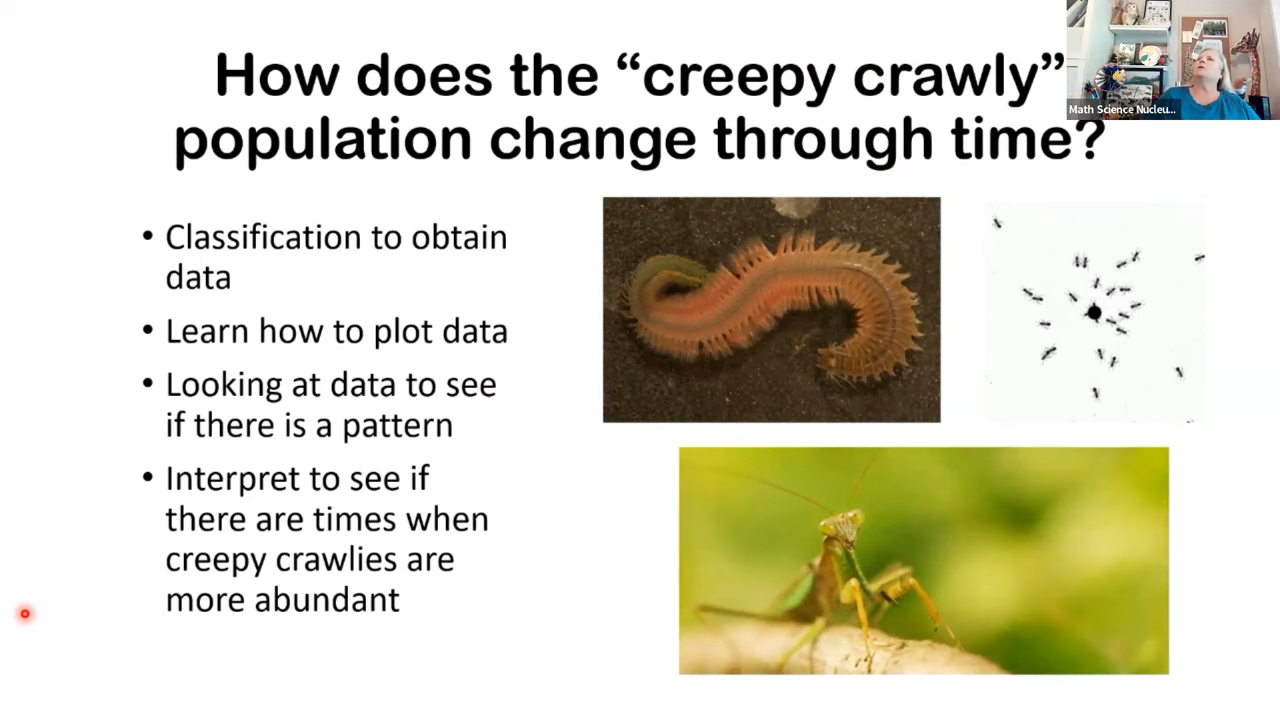 How does the “creepy crawly”
population change through time?
Math Science Nucleu...
• Classification to obtain
data
• Learn how to plot data
• Looking at data to see
if there is a pattern
• Interpret to see if
there are times when
creepy crawlies are
more abundant